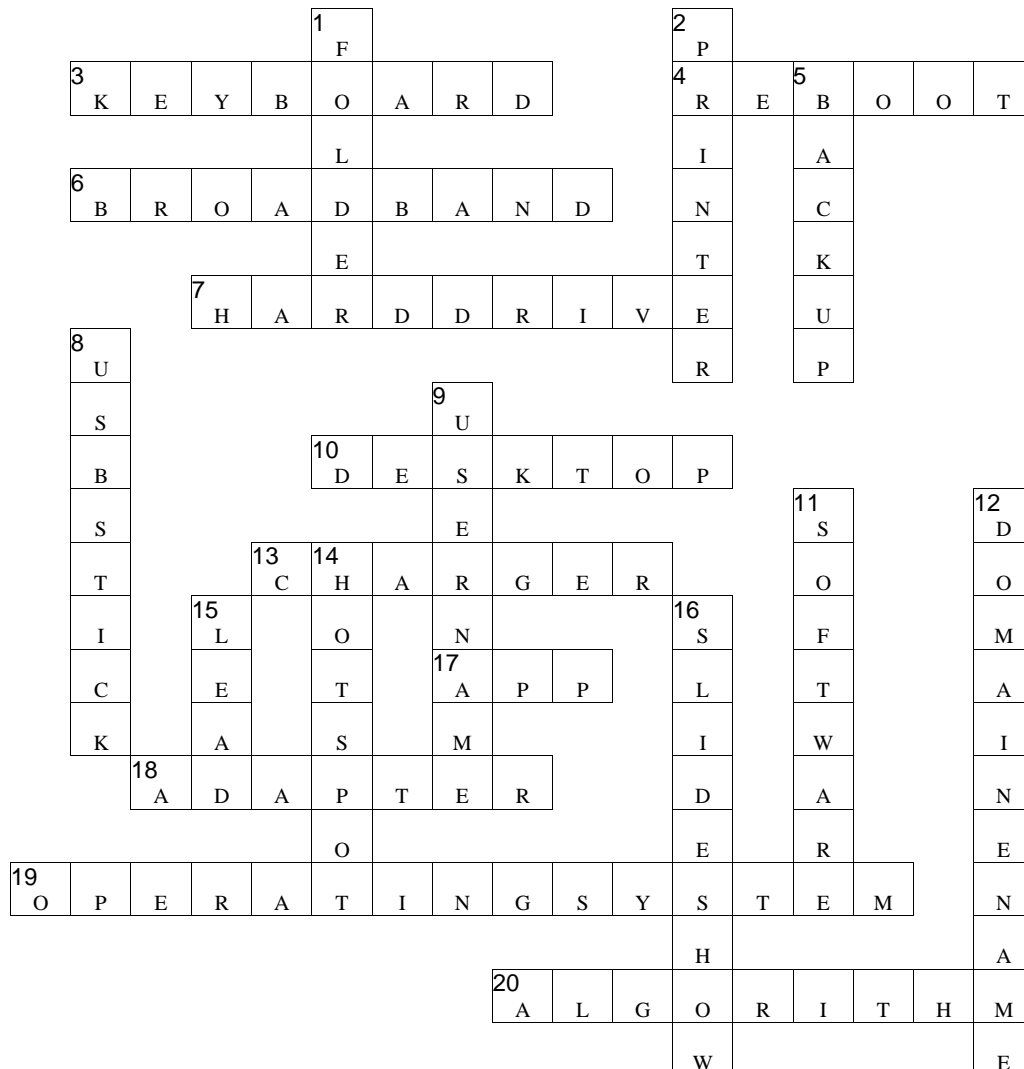 1 2
F P
3 4 5
K E Y B O A R D R E B O O T
L I A
6
B R O A D B A N D N C
E T K
7
H A R D D R I V E U
8
U R P
9
S U
10
B D E S K T O P
11 12
S E S D
13 14
T C H A R G E R O O
15 16
I L O N S F M
17
C E T A P P L T A
K A S M I W I
18
A D A P T E R D A N
O E R E
19
O P E R A T I N G S Y S T E M N
H A
20
A L G O R I T H M
W E